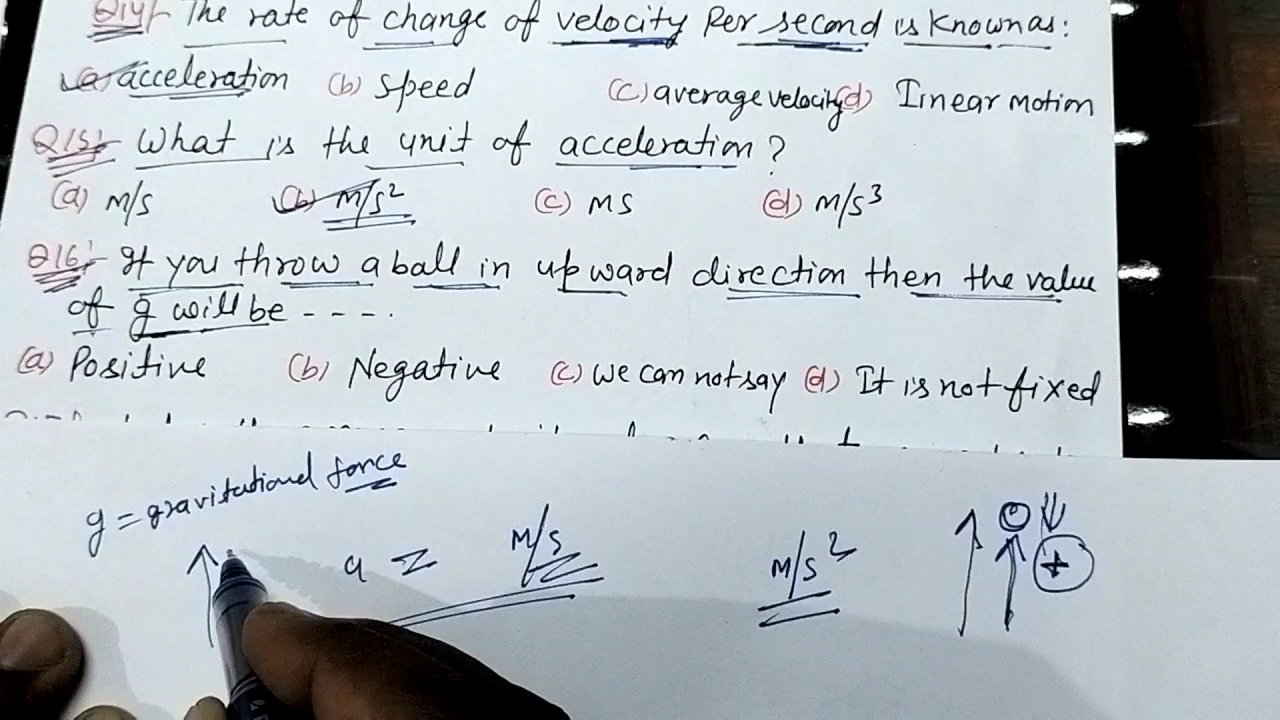 Q14:- The rate of change of velocity Per second is Known as:
(a) acceleration (b) Speed (c) average velocity (d) Linear motion
Q15:- What is the unit of acceleration?
(a) M/S (b) M/S² (c) MS (d) M/S³
Q16:- If you throw a ball in upward direction then the value
of g will be ----.
(a) Positive (b) Negative (c) we can not say (d) It is not fixed
g = gravitational force
a = M/S M/S² +